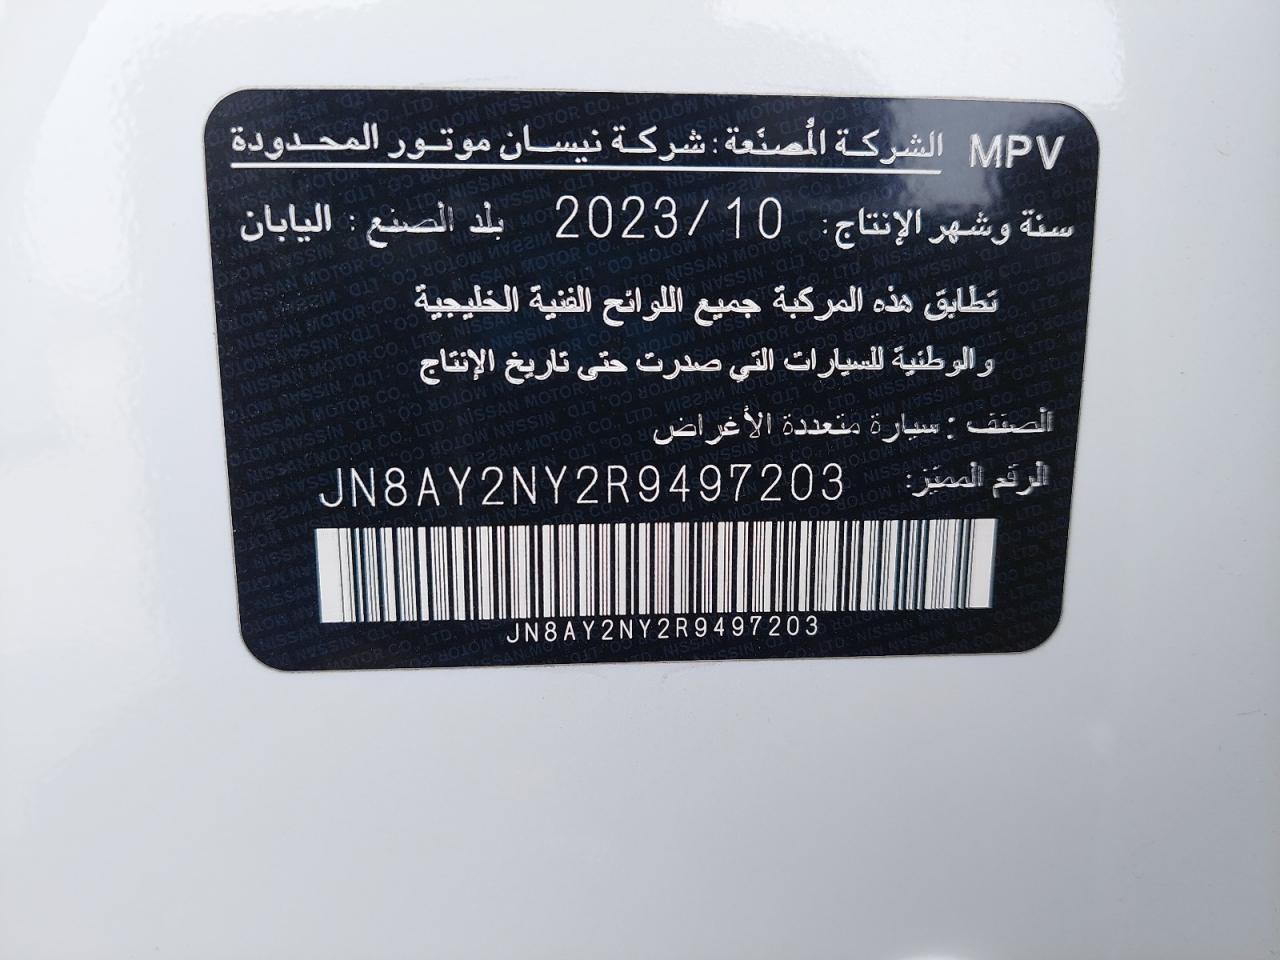 MPV الشركة المُصنّعة : شركة نيسان موتور المحدودة
سنة وشهر الإنتاج: 2023/10 بلد الصنع : اليابان
تطابق هذه المركبة جميع اللوائح الفنية الخليجية
والوطنية للسيارات التي صدرت حتى تاريخ الإنتاج
الصنف : سيارة متعددة الأغراض
الرقم المميّز: JN8AY2NY2R9497203
JN8AY2NY2R9497203